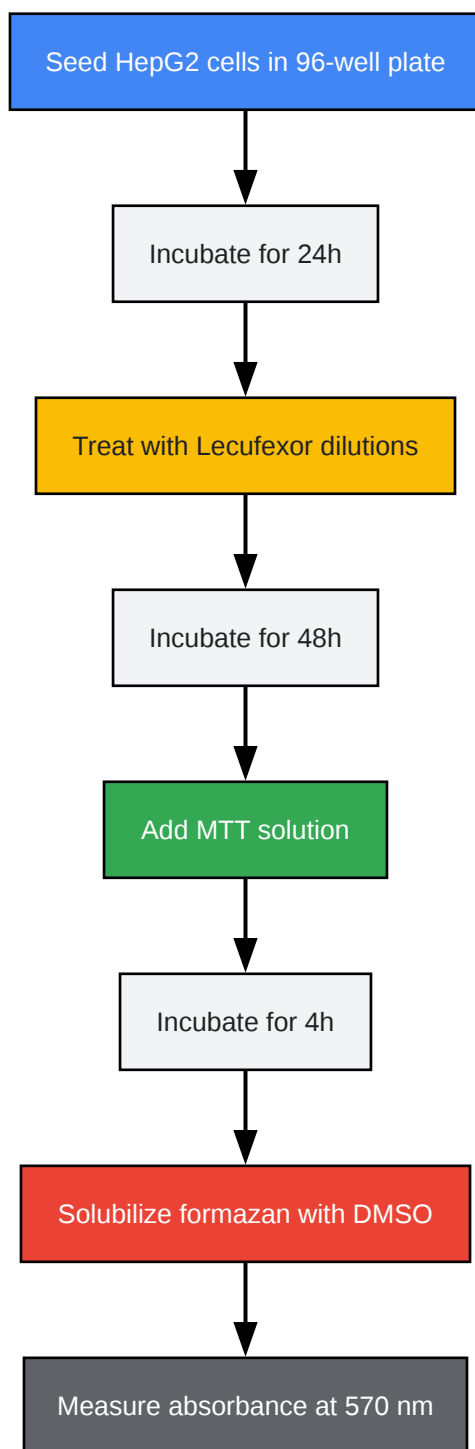 Seed HepG2 cells in 96-well plate
Incubate for 24h
Treat with Lecufexor dilutions
Incubate for 48h
Add MTT solution
Incubate for 4h
Solubilize formazan with DMSO
Measure absorbance at 570 nm